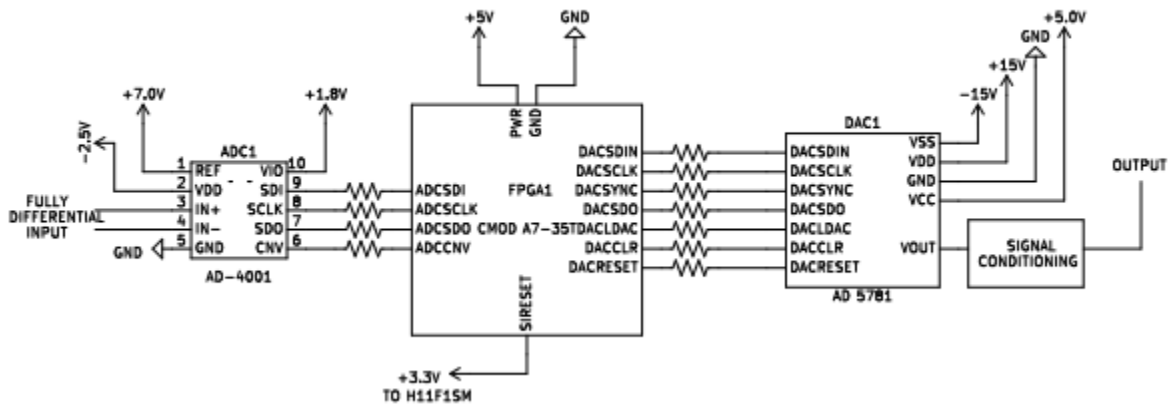 +5V
GND
+5.0V
GND
+15V
-15V
+7.0V
+1.8V
-2.5V
ADC1
1 REF VIO 10
2 VDD SDI 9
3 IN+ SCLK 8
4 IN- SDO 7
5 GND CNV 6
AD-4001
FULLY
DIFFERENTIAL
INPUT
GND
PWR
GND
ADCSDI
ADCSCLK
ADCSDO
ADCCNV
FPGA1
CMOD A7-35T
DACSDIN
DACSCLK
DACSYNC
DACSDO
DACLDAC
DACCLR
DACRESET
SIRESET
+3.3V
TO H11F1SM
DAC1
DACSDIN
DACSCLK
DACSYNC
DACSDO
DACLDAC
DACCLR
DACRESET
VSS
VDD
GND
VCC
VOUT
AD 5781
SIGNAL
CONDITIONING
OUTPUT